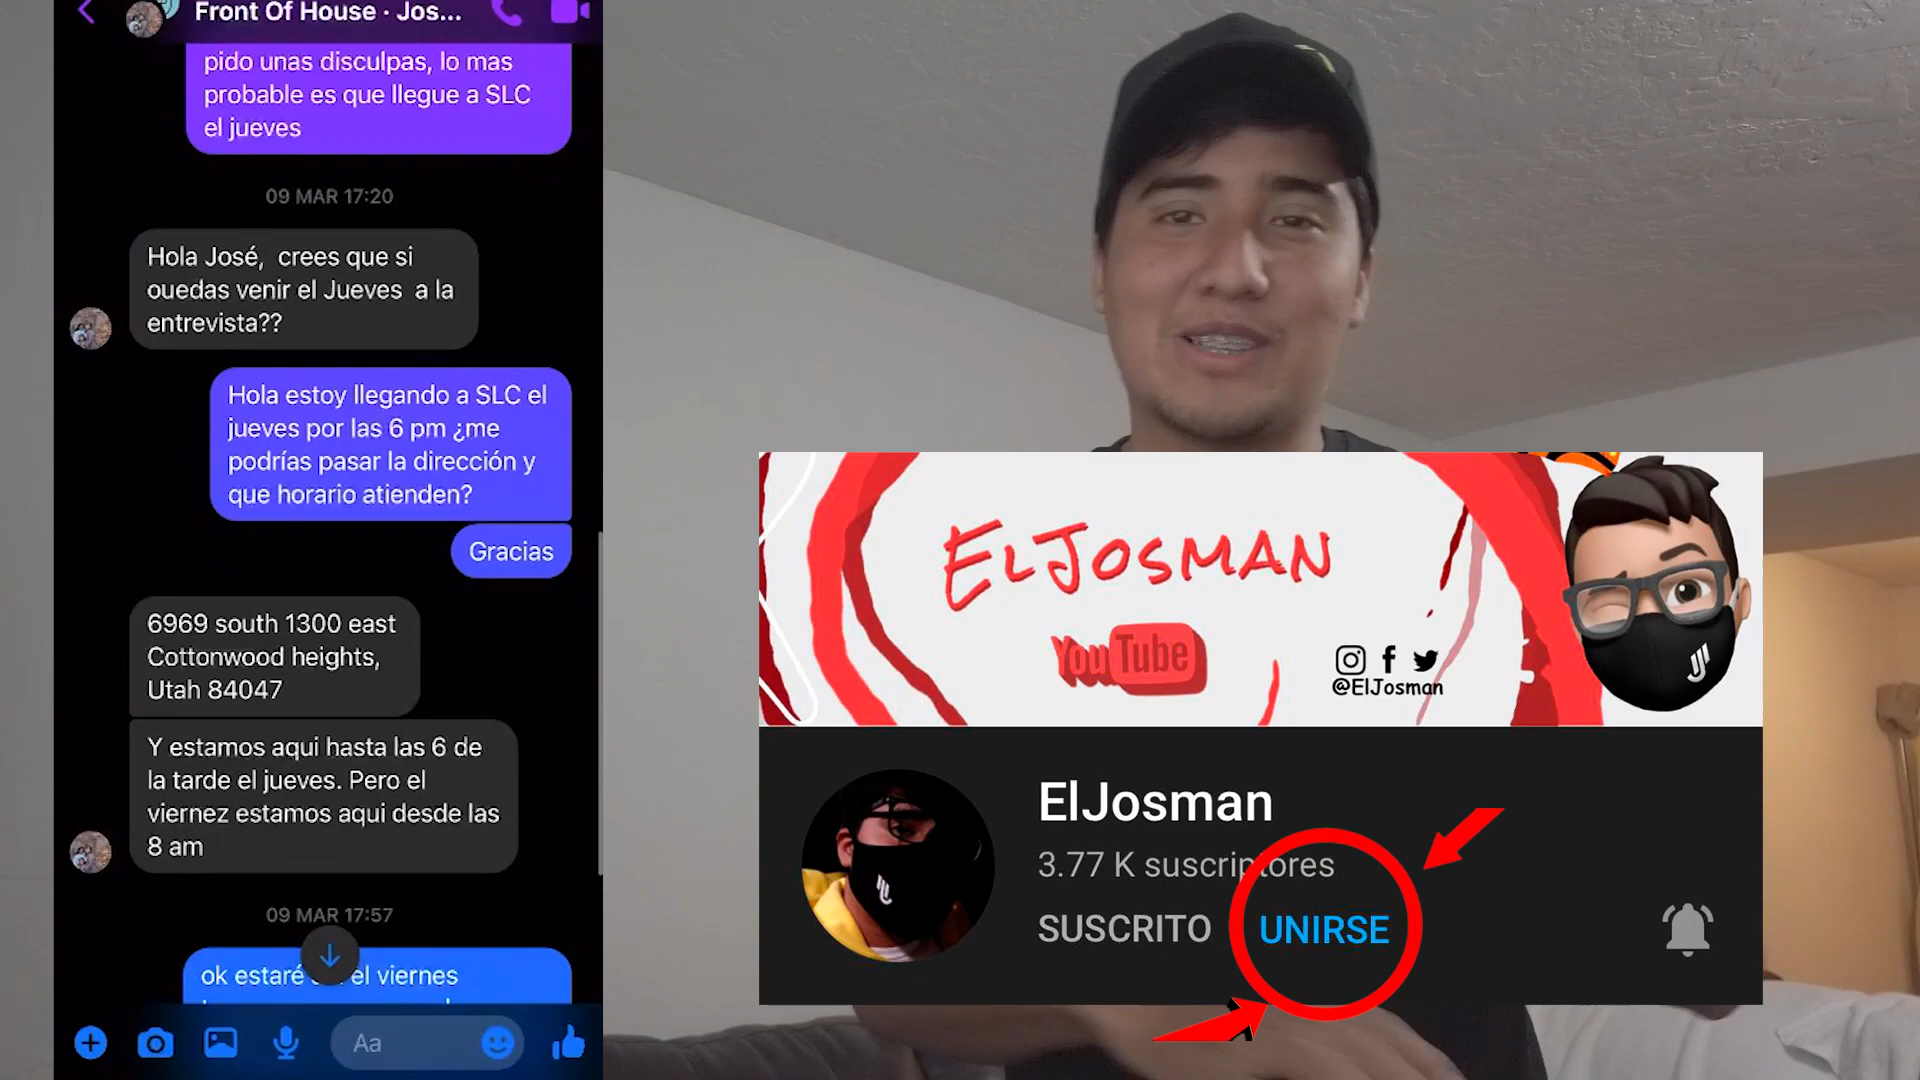 Front Of House · Jos...
pido unas disculpas, lo mas
probable es que llegue a SLC
el jueves
09 MAR 17:20
Hola José, crees que si
ouedas venir el Jueves a la
entrevista??
Hola estoy llegando a SLC el
jueves por las 6 pm ¿me
podrías pasar la dirección y
que horario atienden?
Gracias
6969 south 1300 east
Cottonwood heights,
Utah 84047
Y estamos aqui hasta las 6 de
la tarde el jueves. Pero el
viernez estamos aqui desde las
8 am
09 MAR 17:57
ok estaré el viernes
Aa
ELJOSMAN
YouTube
@ElJosman
ElJosman
3.77 K suscriptores
SUSCRITO UNIRSE